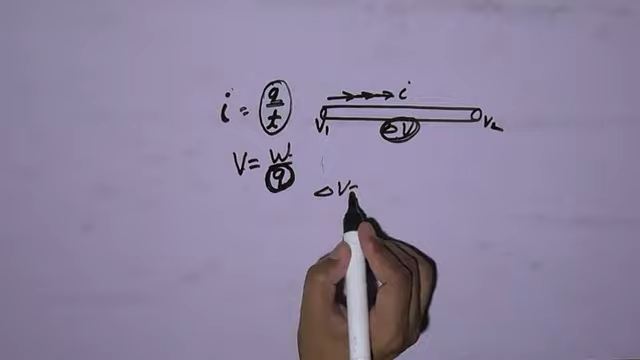 i = q/t
i
V₁ ΔV V₂
V = W/q
ΔV=